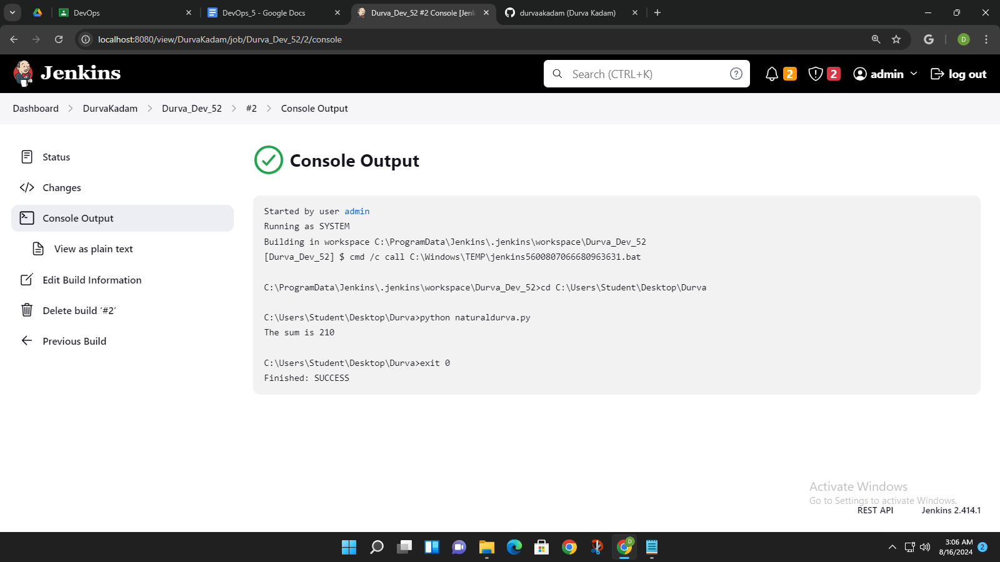 DevOps
DevOps_5 - Google Docs
Durva_Dev_52 #2 Console [Jenk
durvaakadam (Durva Kadam)
localhost:8080/view/DurvaKadam/job/Durva_Dev_52/2/console
G
D
Jenkins
Search (CTRL+K)
?
2
2
admin
log out
Dashboard
DurvaKadam
Durva_Dev_52
#2
Console Output
Status
Changes
Console Output
View as plain text
Edit Build Information
Delete build ‘#2’
Previous Build
Console Output
Started by user admin
Running as SYSTEM
Building in workspace C:\ProgramData\Jenkins\.jenkins\workspace\Durva_Dev_52
[Durva_Dev_52] $ cmd /c call C:\Windows\TEMP\jenkins5600807066680963631.bat
C:\ProgramData\Jenkins\.jenkins\workspace\Durva_Dev_52>cd C:\Users\Student\Desktop\Durva
C:\Users\Student\Desktop\Durva>python naturaldurva.py
The sum is 210
C:\Users\Student\Desktop\Durva>exit 0
Finished: SUCCESS
Activate Windows
Go to Settings to activate Windows.
REST API
Jenkins 2.414.1
D
3:06 AM
8/16/2024
2